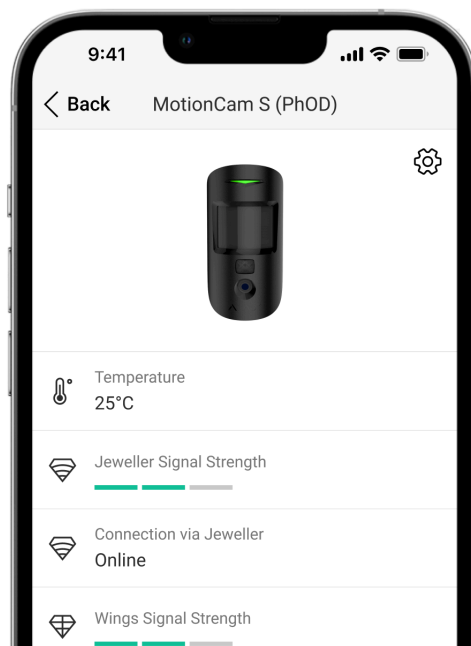 9:41
Back MotionCam S (PhOD)
Temperature
25°C
Jeweller Signal Strength
Connection via Jeweller
Online
Wings Signal Strength